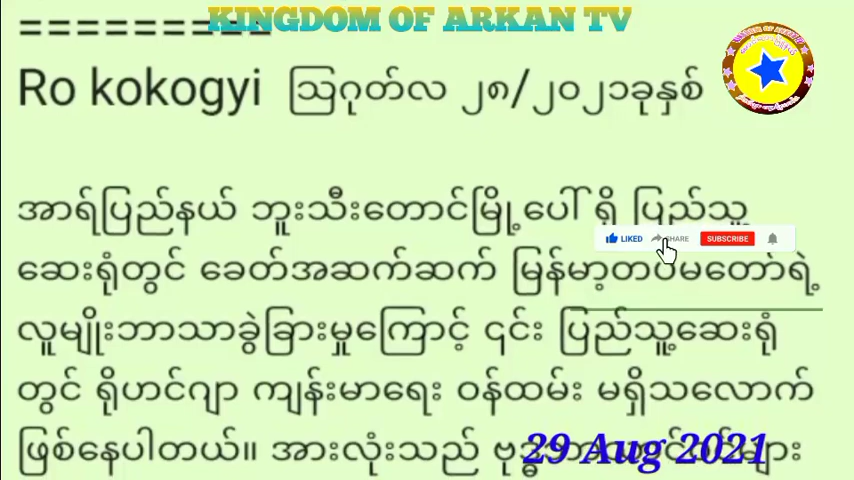 KINGDOM OF ARKAN TV
==========
Ro kokogyi ဩဂုတ်လ ၂၈/၂၀၂၁ခုနှစ်
အာရ်ပြည်နယ် ဘူးသီးတောင်မြို့ပေါ်ရှိ ပြည်သူ့
LIKED SHARE SUBSCRIBE
ဆေးရုံတွင် ခေတ်အဆက်ဆက် မြန်မာ့တပ်မတော်ရဲ့
လူမျိုးဘာသာခွဲခြားမှုကြောင့် ၎င်း ပြည်သူ့ဆေးရုံ
တွင် ရိုဟင်ဂျာ ကျန်းမာရေး ဝန်ထမ်း မရှိသလောက်
ဖြစ်နေပါတယ်။ အားလုံးသည်
29 Aug 2021